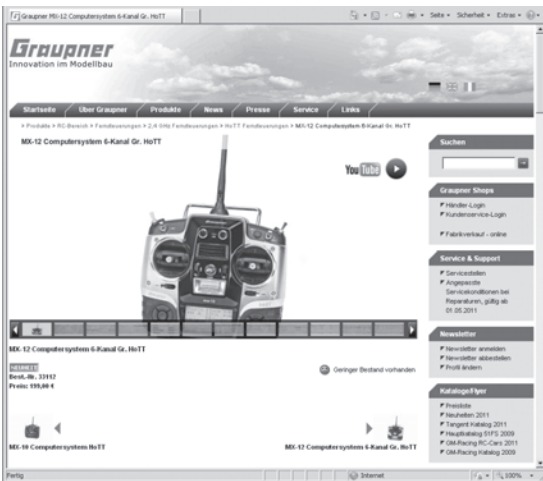 Graupner MX-12 Computersystem 6-Kanal Gr. HoTT
Seite
Sicherheit
Extras
Graupner
Innovation im Modellbau
Startseite
Über Graupner
Produkte
News
Presse
Service
Links
> Produkte > RC-Bereich > Fernsteuerungen > 2,4 GHz Fernsteuerungen > HoTT Fernsteuerungen > MX-12 Computersystem 6-Kanal Gr. HoTT
MX-12 Computersystem 6-Kanal Gr. HoTT
YouTube
Graupner
MX-12 Computersystem 6-Kanal Gr. HoTT
NEUHEIT
Best.-Nr. 33112
Preis: 199,00 €
Geringer Bestand vorhanden
MX-10 Computersystem HoTT
MX-12 Computersystem 6-Kanal Gr. HoTT
Suchen
Graupner Shops
Händler-Login
Kundenservice-Login
Fabrikverkauf - online
Service & Support
Servicestellen
Angepasste
Servicekonditionen bei
Reparaturen, gültig ab
01.05.2011
Newsletter
Newsletter anmelden
Newsletter abbestellen
Profil ändern
Kataloge/Flyer
Preisliste
Neuheiten 2011
Tangent Katalog 2011
Hauptkatalog 51FS 2009
GM-Racing RC-Cars 2011
GM-Racing Katalog 2009
Fertig
Internet
100%